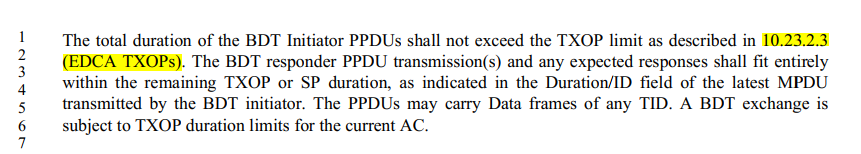 1
2 The total duration of the BDT Initiator PPDUs shall not exceed the TXOP limit as described in 10.23.2.3
3 (EDCA TXOPs). The BDT responder PPDU transmission(s) and any expected responses shall fit entirely
4 within the remaining TXOP or SP duration, as indicated in the Duration/ID field of the latest MPDU
5 transmitted by the BDT initiator. The PPDUs may carry Data frames of any TID. A BDT exchange is
6 subject to TXOP duration limits for the current AC.
7